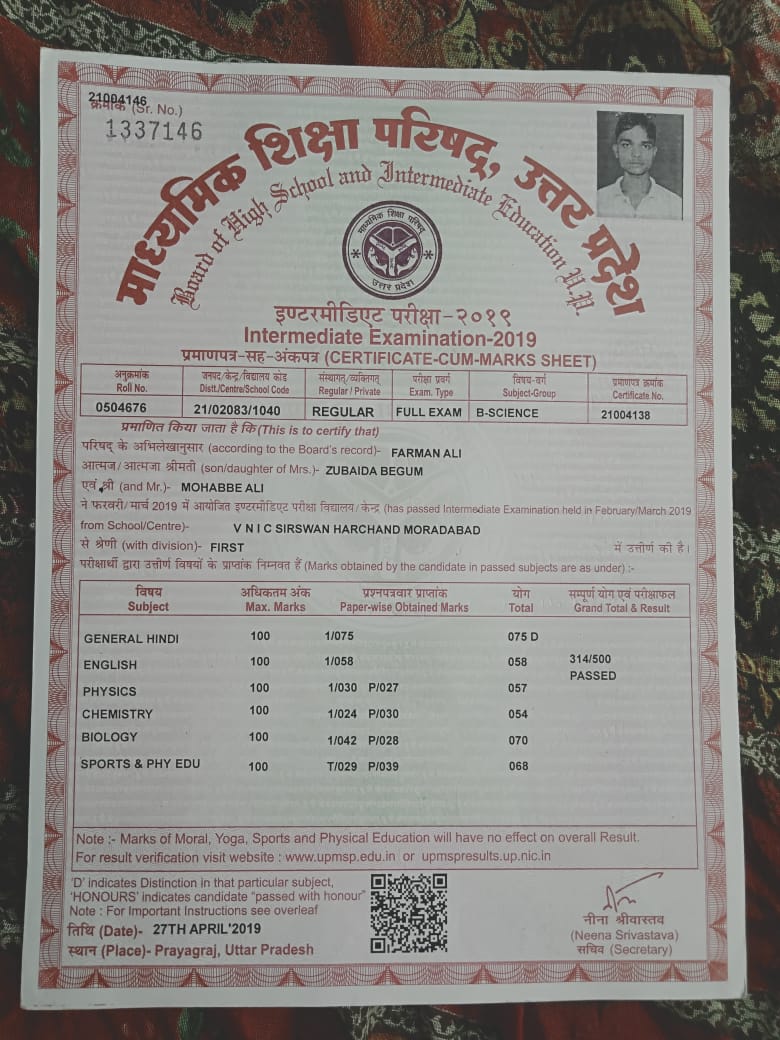 21004146
क्रमांक (Sr. No.)
1337146
माध्यमिक शिक्षा परिषद्, उत्तर प्रदेश
Board of High School and Intermediate Education U.P.
माध्यमिक शिक्षा परिषद्
उत्तर प्रदेश
इण्टरमीडिएट परीक्षा-२०१९
Intermediate Examination-2019
प्रमाणपत्र-सह-अंकपत्र (CERTIFICATE-CUM-MARKS SHEET)
अनुक्रमांक जनपद/केन्द्र/विद्यालय कोड संस्थागत्/व्यक्तिगत् परीक्षा प्रवर्ग विषय-वर्ग प्रमाणपत्र क्रमांक
Roll No. Distt./Centre/School Code Regular / Private Exam. Type Subject-Group Certificate No.
0504676 21/02083/1040 REGULAR FULL EXAM B-SCIENCE 21004138
प्रमाणित किया जाता है कि (This is to certify that)
परिषद् के अभिलेखानुसार (according to the Board's record)- FARMAN ALI
आत्मज/आत्मजा श्रीमती (son/daughter of Mrs.)- ZUBAIDA BEGUM
एवं श्री (and Mr.)- MOHABBE ALI
ने फरवरी/मार्च 2019 में आयोजित इण्टरमीडिएट परीक्षा विद्यालय/केन्द्र (has passed Intermediate Examination held in February/March 2019
from School/Centre)- V N I C SIRSWAN HARCHAND MORADABAD
से श्रेणी (with division)- FIRST में उत्तीर्ण की है।
परीक्षार्थी द्वारा उत्तीर्ण विषयों के प्राप्तांक निम्नवत हैं (Marks obtained by the candidate in passed subjects are as under) :-
विषय अधिकतम अंक प्रश्नपत्रवार प्राप्तांक योग सम्पूर्ण योग एवं परीक्षाफल
Subject Max. Marks Paper-wise Obtained Marks Total Grand Total & Result
GENERAL HINDI 100 1/075 075 D
ENGLISH 100 1/058 058 314/500
PASSED
PHYSICS 100 1/030 P/027 057
CHEMISTRY 100 1/024 P/030 054
BIOLOGY 100 1/042 P/028 070
SPORTS & PHY EDU 100 T/029 P/039 068
Note :- Marks of Moral, Yoga, Sports and Physical Education will have no effect on overall Result.
For result verification visit website : www.upmsp.edu.in or upmspresults.up.nic.in
'D' indicates Distinction in that particular subject,
'HONOURS' indicates candidate "passed with honour"
Note : For Important Instructions see overleaf
तिथि (Date)- 27TH APRIL'2019
स्थान (Place)- Prayagraj, Uttar Pradesh
नीना श्रीवास्तव
(Neena Srivastava)
सचिव (Secretary)